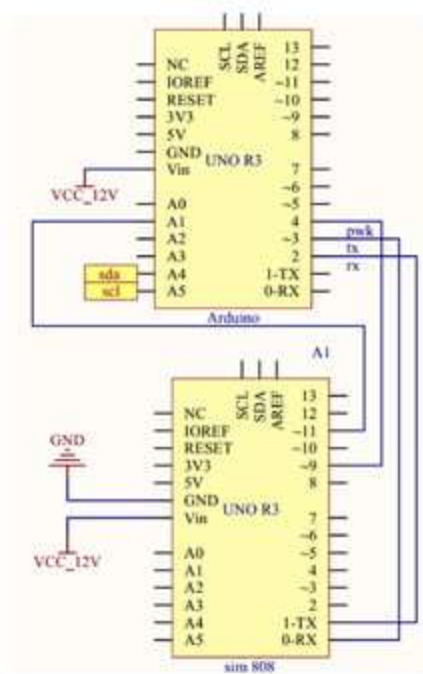 SCL SDA AREF
13
NC 12
IOREF ~11
RESET ~10
3V3 ~9
5V 8
GND
UNO R3
Vin 7
VCC_12V
~6
A0 ~5
A1 4
pwk
A2 ~3
tx
A3 2
rx
sda A4 1-TX
scl A5 0-RX
Arduino
A1
SCL SDA AREF
13
NC 12
IOREF ~11
GND
RESET ~10
3V3 ~9
5V 8
GND
UNO R3
Vin 7
~6
VCC_12V
A0 ~5
A1 4
A2 ~3
A3 2
A4 1-TX
A5 0-RX
sim 808